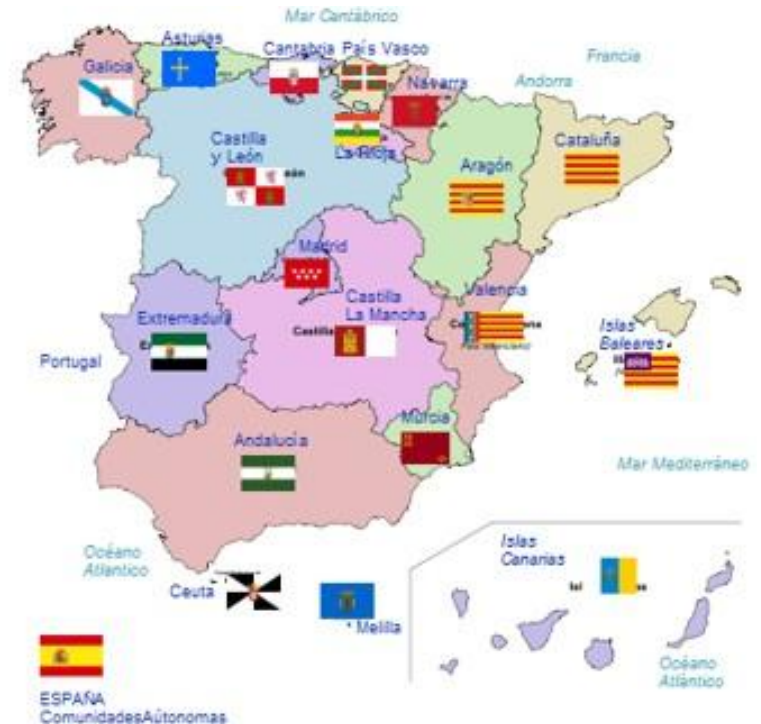 Mar Cantábrico
Asturias
Cantabria
País Vasco
Francia
Galicia
Navarra
Andorra
Castilla
y León
La Rioja
Cataluña
Aragón
Madrid
Castilla
La Mancha
Valencia
Extremadura
Castilla
Islas
Baleares
Portugal
Murcia
Andalucía
Mar Mediterráneo
Océano
Atlantico
Islas
Canarias
Ceuta
Melilla
Océano
Atlántico
ESPAÑA
ComunidadesAútonomas